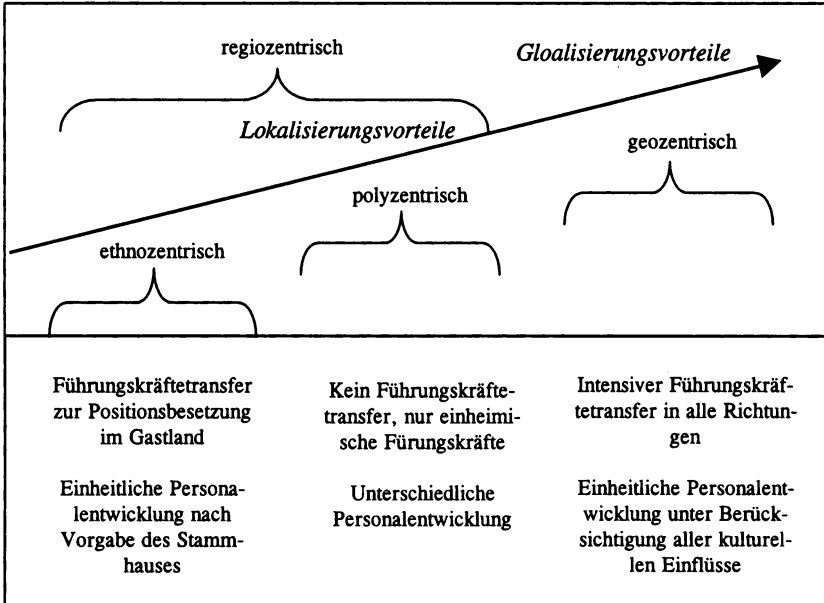 regiozentrisch
Gloalisierungsvorteile
Lokalisierungsvorteile
geozentrisch
polyzentrisch
ethnozentrisch
Führungskräftetransfer
zur Positionsbesetzung
im Gastland
Einheitliche Persona-
lentwicklung nach
Vorgabe des Stamm-
hauses
Kein Führungskräfte-
transfer, nur einheimi-
sche Fürungskräfte
Unterschiedliche
Personalentwicklung
Intensiver Führungskräf-
tetransfer in alle Richtun-
gen
Einheitliche Personalent-
wicklung unter Berück-
sichtigung aller kulturel-
len Einflüsse